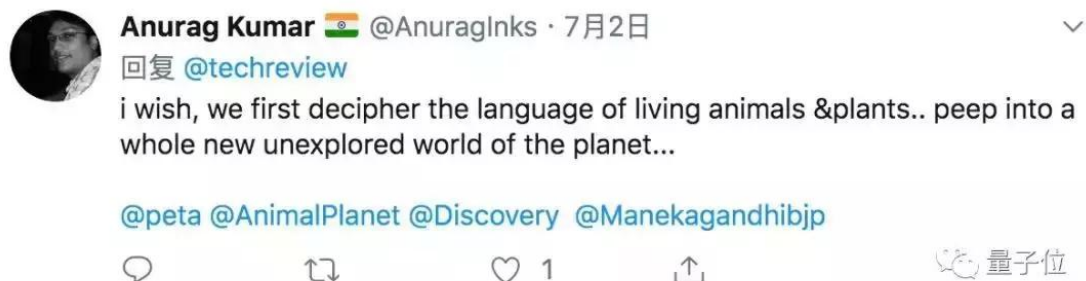 Anurag Kumar 🇮🇳 @AnuragInks · 7月2日
回复 @techreview
i wish, we first decipher the language of living animals &plants.. peep into a
whole new unexplored world of the planet...
@peta @AnimalPlanet @Discovery @Manekagandhibjp
1
量子位